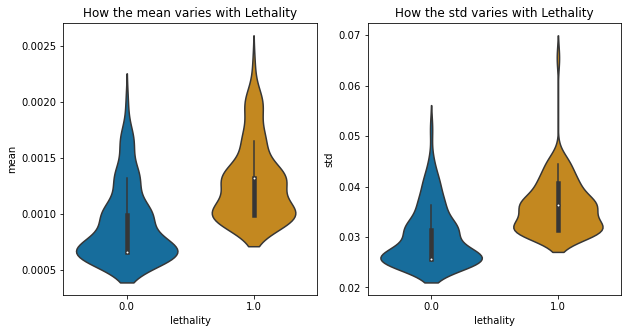 How the mean varies with Lethality
mean
0.0025
0.0020
0.0015
0.0010
0.0005
0.0 1.0
lethality
How the std varies with Lethality
std
0.07
0.06
0.05
0.04
0.03
0.02
0.0 1.0
lethality